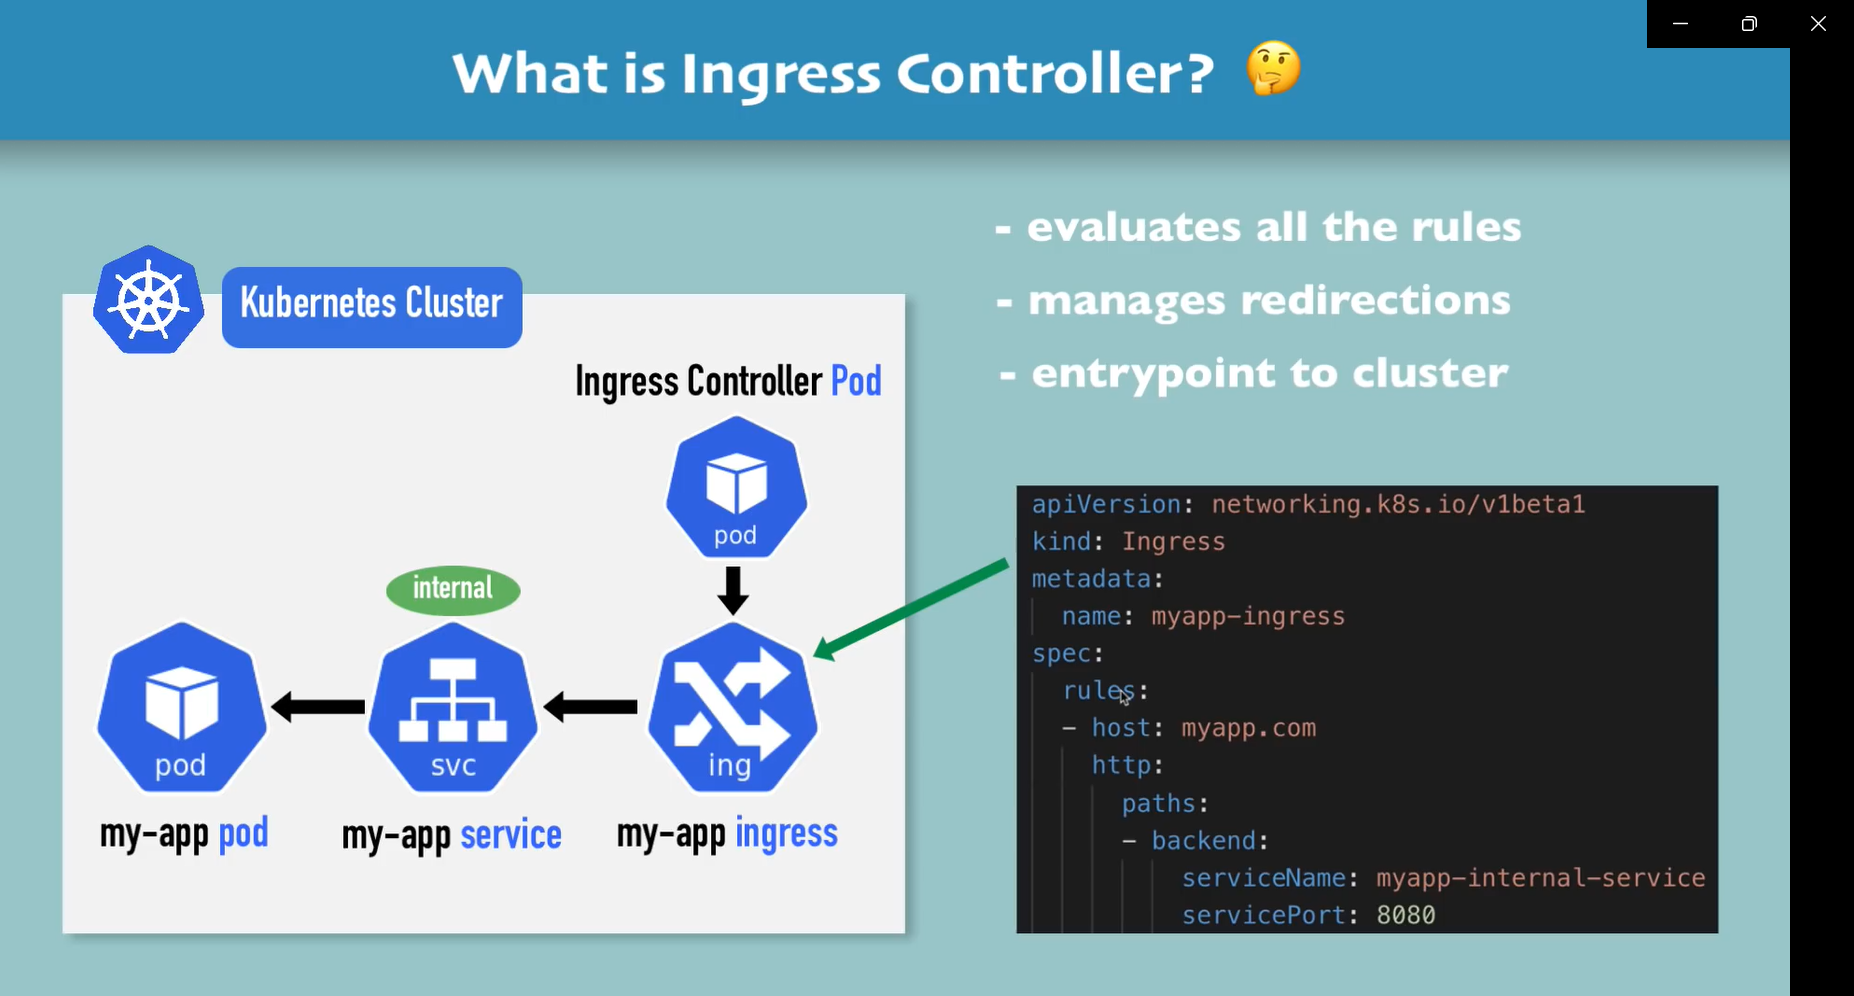 What is Ingress Controller? 🤔
- evaluates all the rules
- manages redirections
- entrypoint to cluster
Kubernetes Cluster
Ingress Controller Pod
pod
internal
pod
svc
ing
my-app pod
my-app service
my-app ingress
apiVersion: networking.k8s.io/v1beta1
kind: Ingress
metadata:
  name: myapp-ingress
spec:
  rules:
  - host: myapp.com
    http:
      paths:
      - backend:
          serviceName: myapp-internal-service
          servicePort: 8080